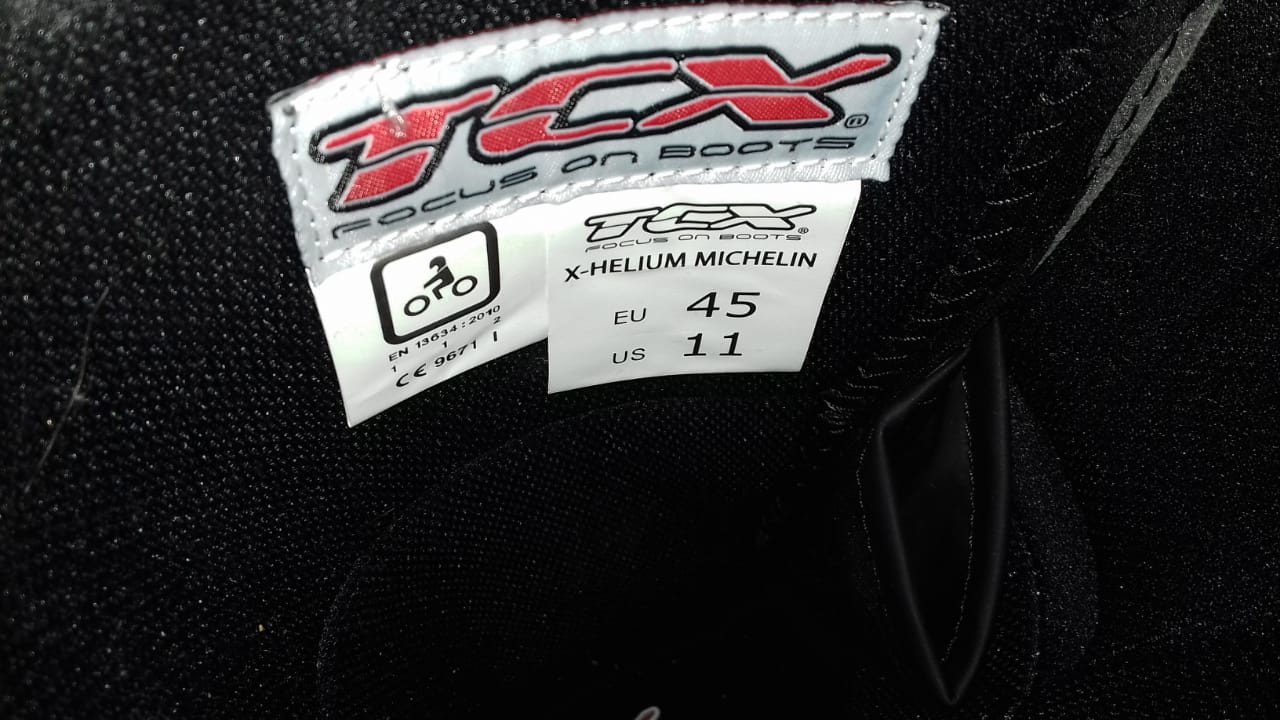 TCX®
FOCUS ON BOOTS
EN 13634 : 2010
1 1 2
CE 9671 I
TCX®
FOCUS ON BOOTS
X-HELIUM MICHELIN
EU 45
US 11